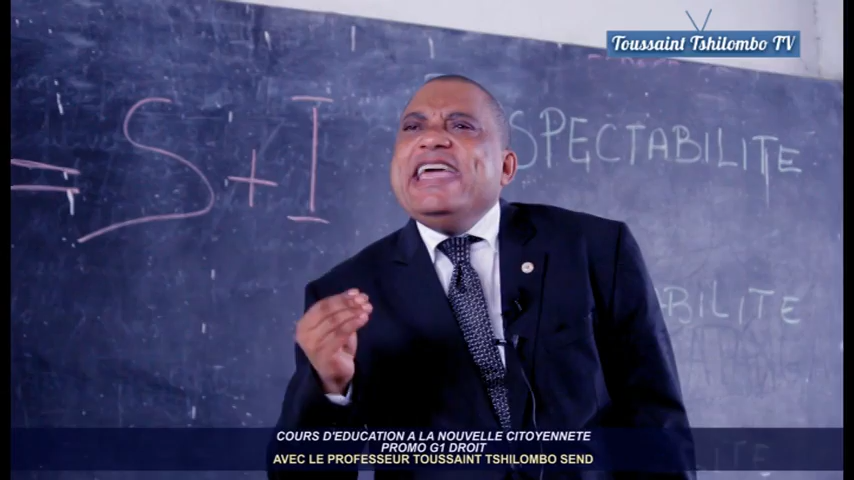 Toussaint Tshilombo TV
= S + I
SPECTABILITE
ABILITE
LITE
COURS D'EDUCATION A LA NOUVELLE CITOYENNETE
PROMO G1 DROIT
AVEC LE PROFESSEUR TOUSSAINT TSHILOMBO SEND